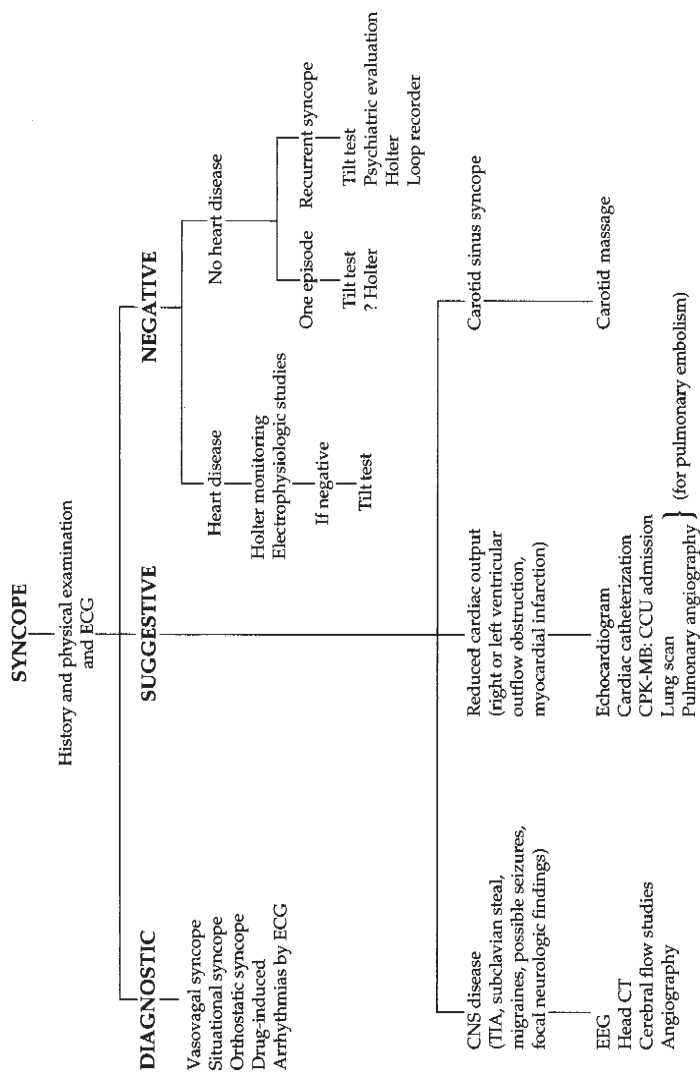 SYNCOPE
History and physical examination
and ECG
DIAGNOSTIC
Vasovagal syncope
Situational syncope
Orthostatic syncope
Drug-induced
Arrhythmias by ECG
SUGGESTIVE
CNS disease
(TIA, subclavian steal,
migraines, possible seizures,
focal neurologic findings)
EEG
Head CT
Cerebral flow studies
Angiography
Reduced cardiac output
(right or left ventricular
outflow obstruction,
myocardial infarction)
Echocardiogram
Cardiac catheterization
CPK-MB: CCU admission
Lung scan
Pulmonary angiography
} (for pulmonary embolism)
Carotid sinus syncope
Carotid massage
NEGATIVE
Heart disease
Holter monitoring
Electrophysiologic studies
If negative
Tilt test
No heart disease
One episode
Tilt test
? Holter
Recurrent syncope
Tilt test
Psychiatric evaluation
Holter
Loop recorder